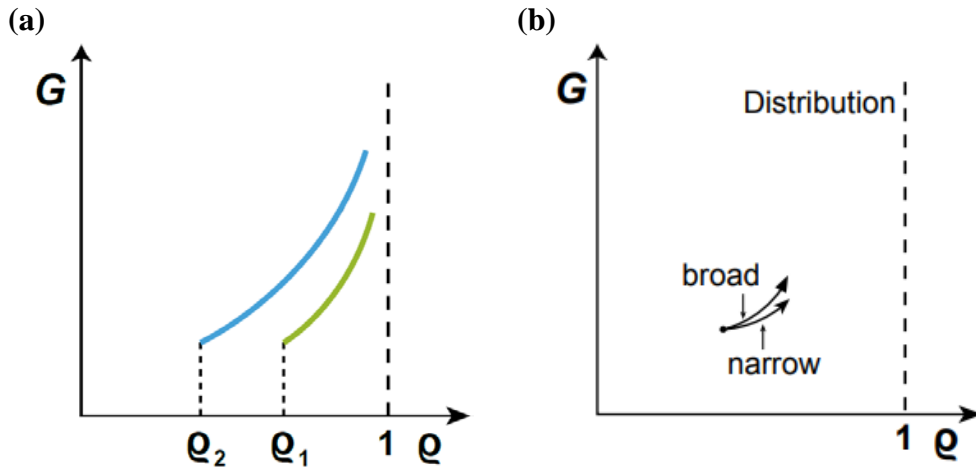 (a)
G
ϱ₂
ϱ₁
1
ϱ
(b)
G
Distribution
broad
narrow
1
ϱ